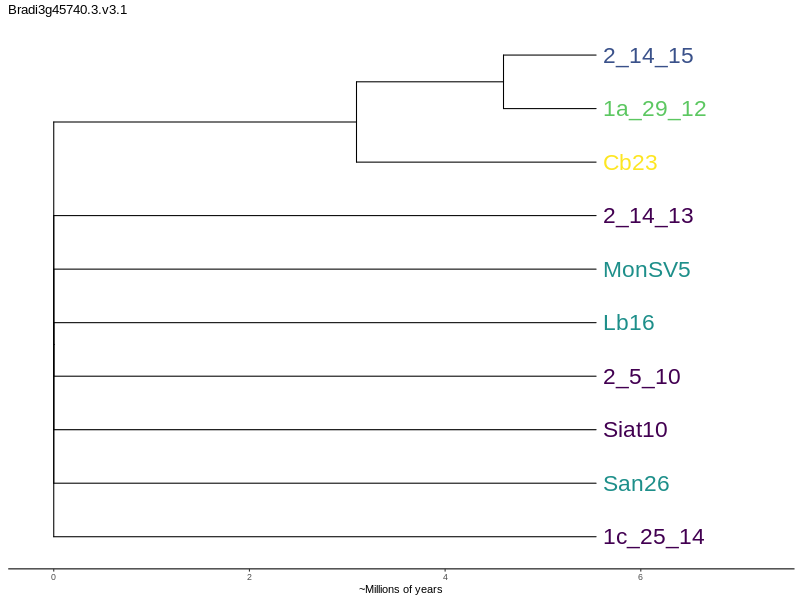 Bradi3g45740.3.v3.1
2_14_15
1a_29_12
Cb23
2_14_13
MonSV5
Lb16
2_5_10
Siat10
San26
1c_25_14
0 2 4 6
~Millions of years